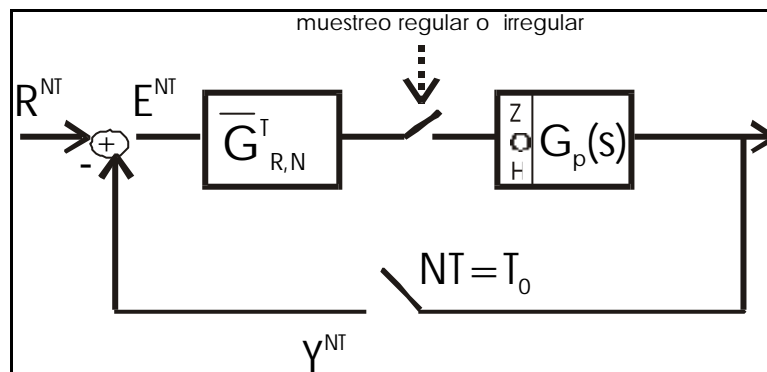 muestreo regular o irregular
R^NT
E^NT
G^T R,N
Z
O
H
G_p(s)
+
-
NT=T_0
Y^NT